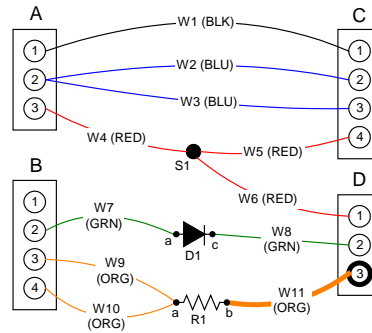 A
C
W1 (BLK)
1
1
W2 (BLU)
2
2
W3 (BLU)
3
3
W4 (RED)
W5 (RED)
4
S1
B
D
W6 (RED)
1
1
W7
(GRN)
2
a
c
D1
W8
(GRN)
2
3
W9
(ORG)
3
W11
(ORG)
4
W10
(ORG)
a
b
R1